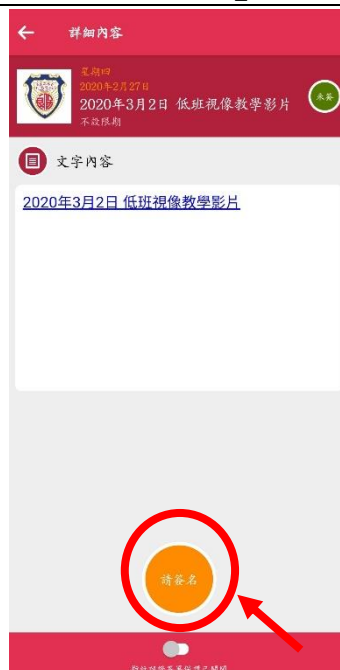 詳細內容
星期四
2020年2月27日
2020年3月2日 低班視像教學影片
未簽
不設限期
文字內容
2020年3月2日 低班視像教學影片
請簽名